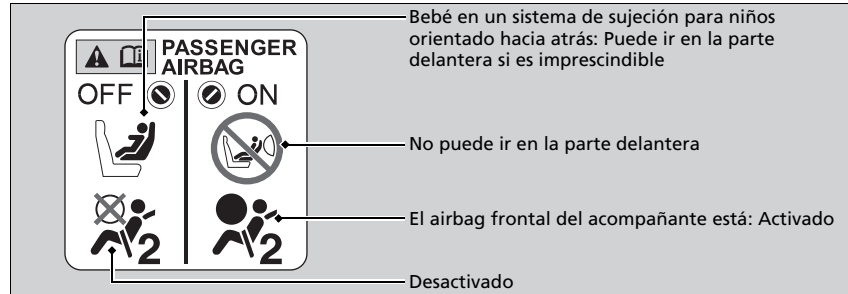 PASSENGER
AIRBAG
OFF
ON
2
2
Bebé en un sistema de sujeción para niños
orientado hacia atrás: Puede ir en la parte
delantera si es imprescindible
No puede ir en la parte delantera
El airbag frontal del acompañante está: Activado
Desactivado